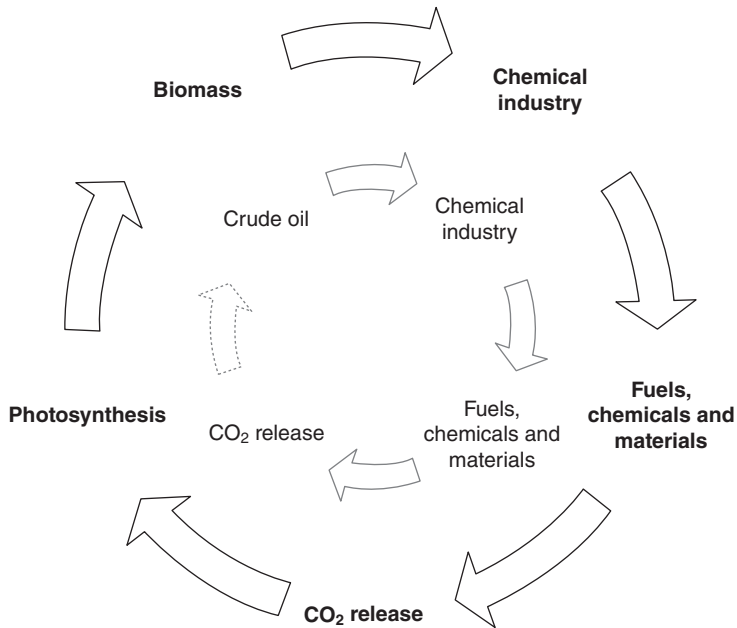 Biomass
Chemical
industry
Crude oil
Chemical
industry
Photosynthesis
CO₂ release
Fuels,
chemicals and
materials
Fuels,
chemicals and
materials
CO₂ release